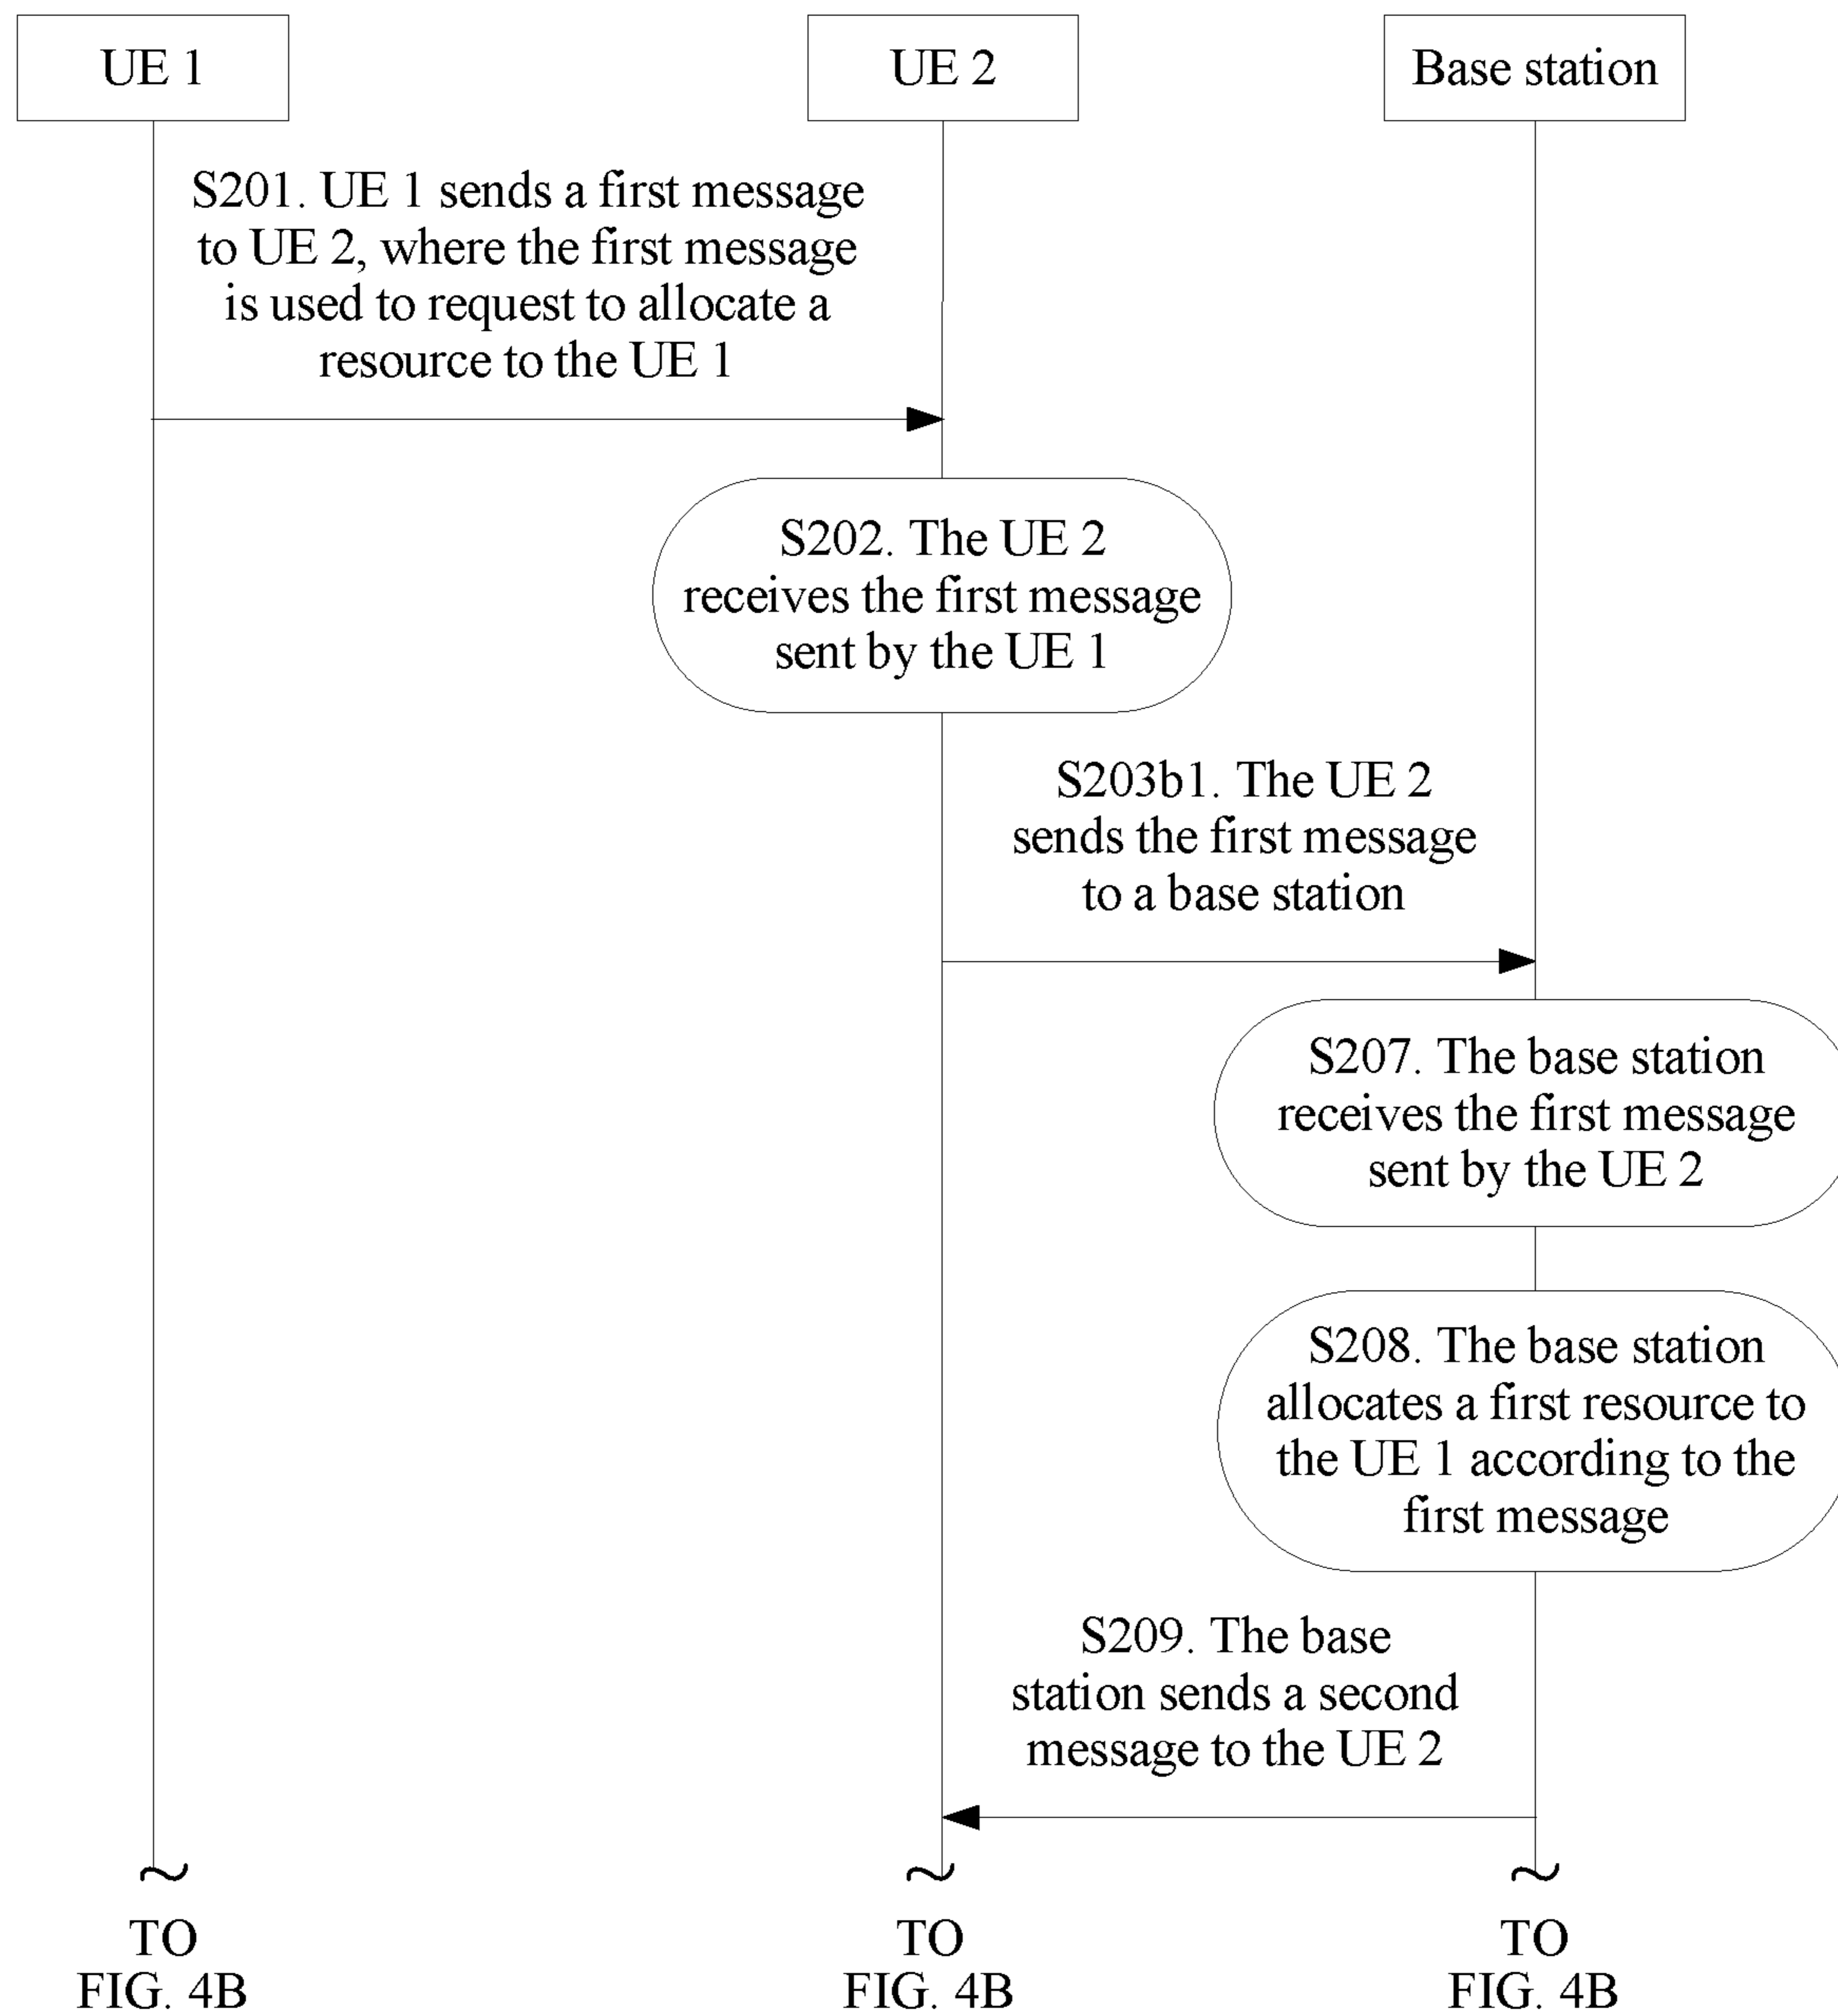 UE 1
UE 2
Base station
S201. UE 1 sends a first message
to UE 2, where the first message
is used to request to allocate a
resource to the UE 1
S202. The UE 2
receives the first message
sent by the UE 1
S203b1. The UE 2
sends the first message
to a base station
S207. The base station
receives the first message
sent by the UE 2
S208. The base station
allocates a first resource to
the UE 1 according to the
first message
S209. The base
station sends a second
message to the UE 2
TO
FIG. 4B
TO
FIG. 4B
TO
FIG. 4B